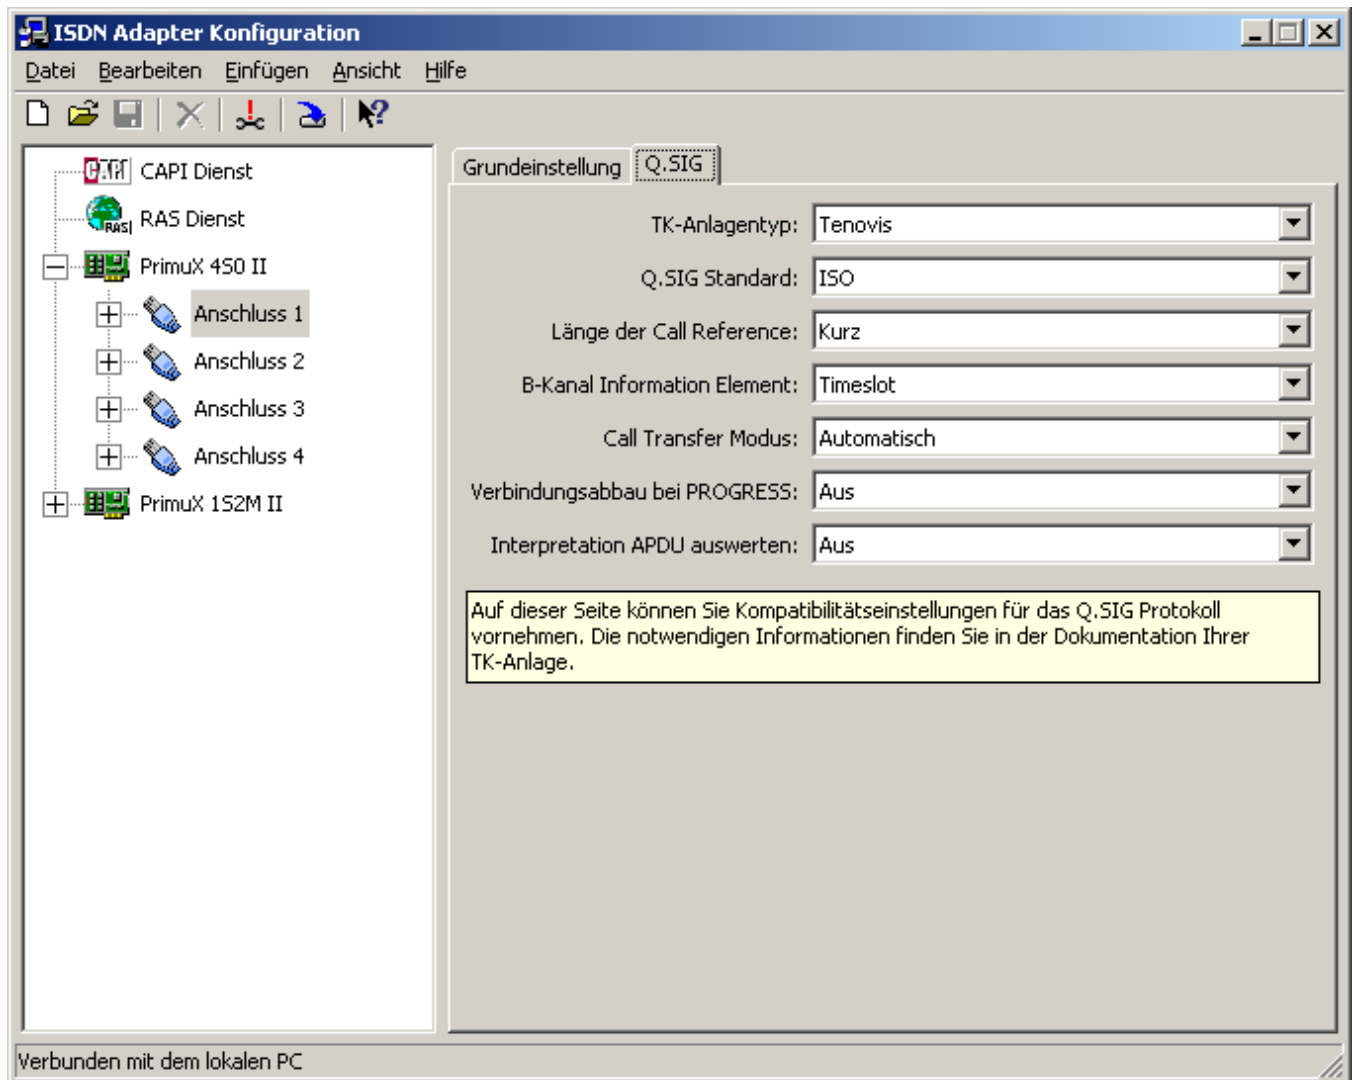 ISDN Adapter Konfiguration
Datei Bearbeiten Einfügen Ansicht Hilfe
CAPI CAPI Dienst
RAS RAS Dienst
PrimuX 4S0 II
Anschluss 1
Anschluss 2
Anschluss 3
Anschluss 4
PrimuX 1S2M II
Grundeinstellung Q.SIG
TK-Anlagentyp: Tenovis
Q.SIG Standard: ISO
Länge der Call Reference: Kurz
B-Kanal Information Element: Timeslot
Call Transfer Modus: Automatisch
Verbindungsabbau bei PROGRESS: Aus
Interpretation APDU auswerten: Aus
Auf dieser Seite können Sie Kompatibilitätseinstellungen für das Q.SIG Protokoll
vornehmen. Die notwendigen Informationen finden Sie in der Dokumentation Ihrer
TK-Anlage.
Verbunden mit dem lokalen PC